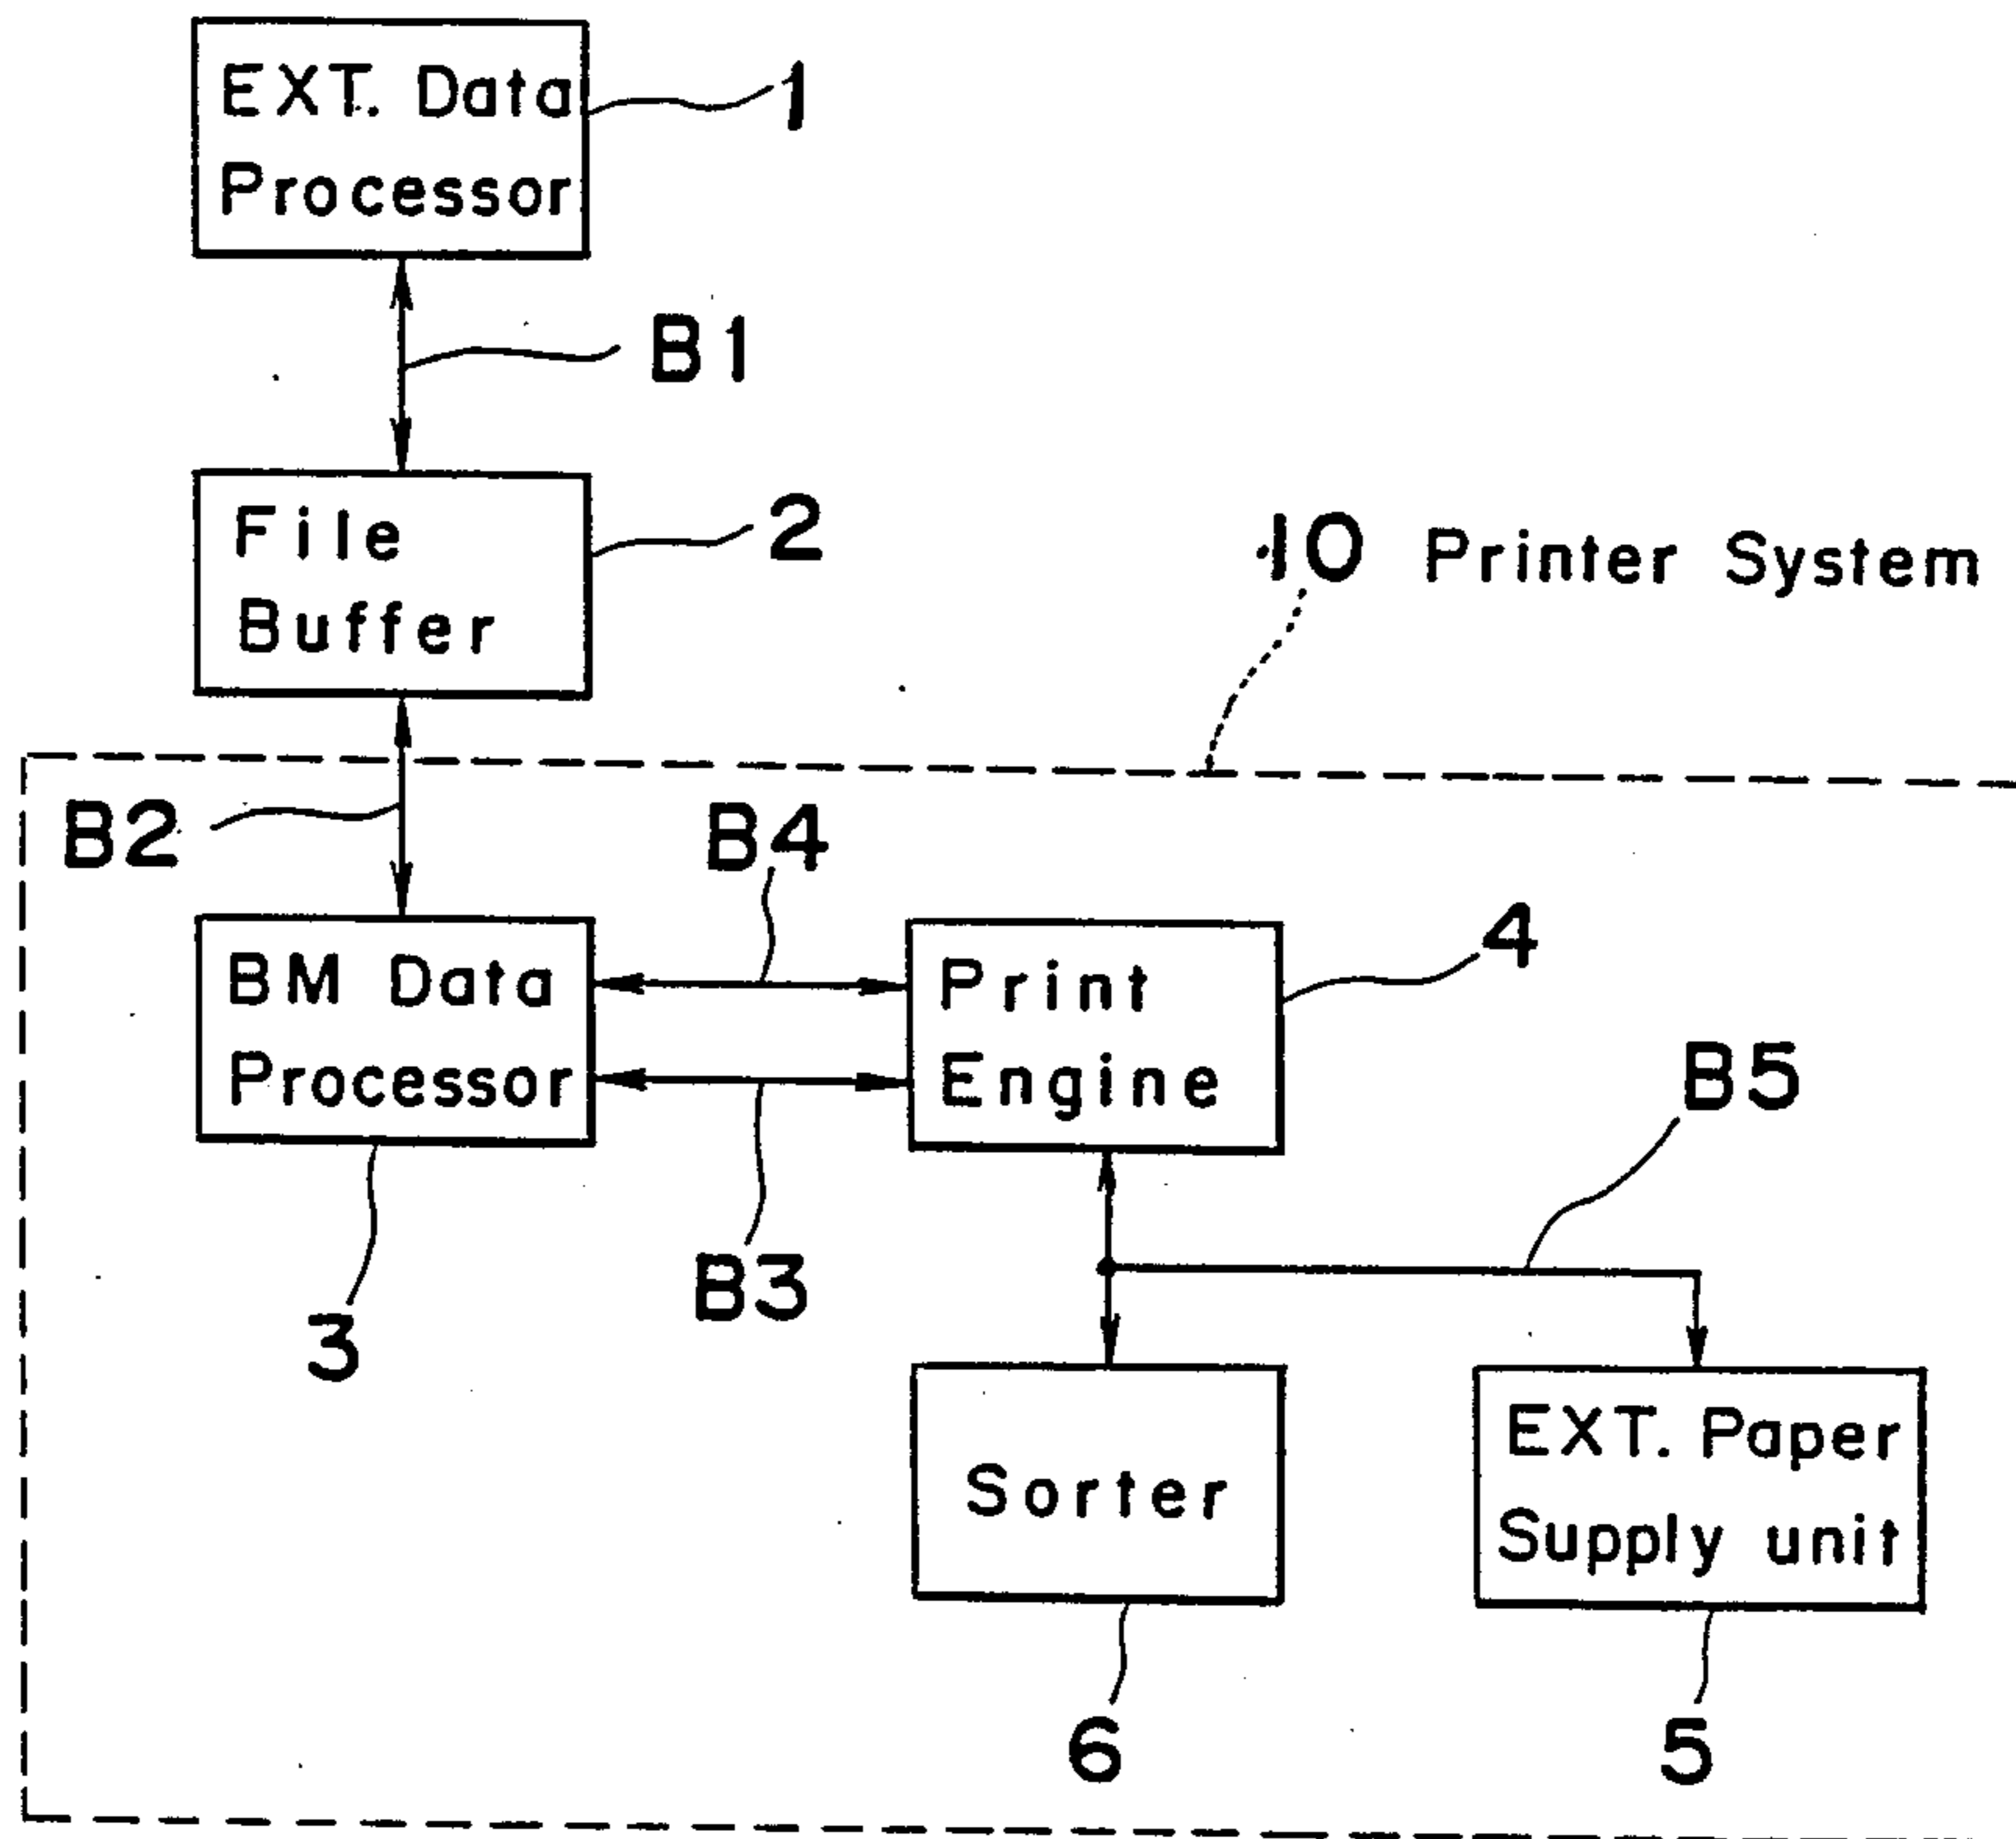 EXT. Data
Processor
1
B1
File
Buffer
2
10 Printer System
B2
B4
BM Data
Processor
Print
Engine
4
B5
B3
3
Sorter
EXT. Paper
Supply unit
6
5